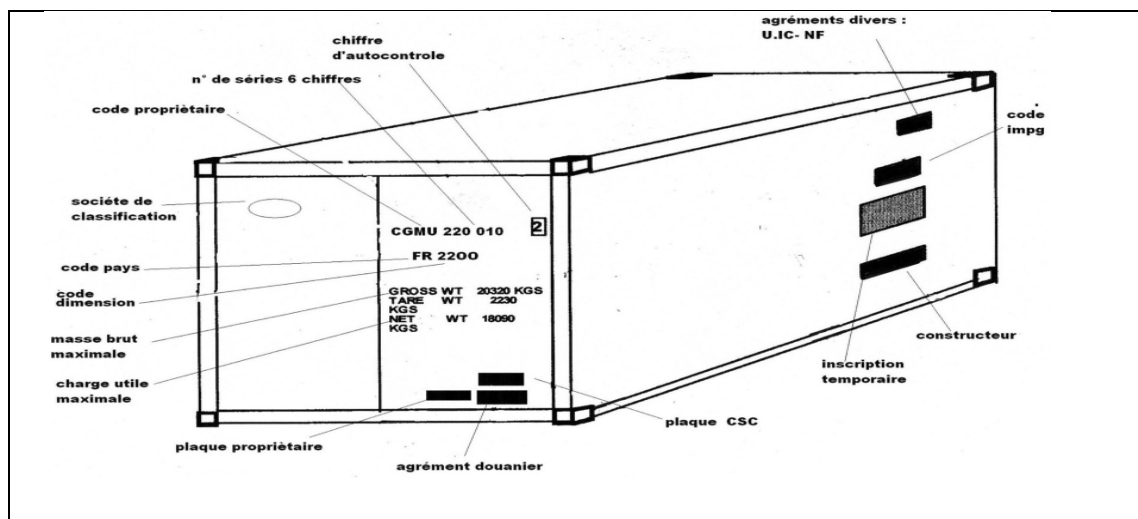 agréments divers :
U.IC- NF
chiffre
d'autocontrole
n° de séries 6 chiffres
code propriètaire
code
impg
sociéte de
classification
2
CGMU 220 010
code pays
FR 22OO
code
dimension
GROSS WT 20320 KGS
TARE WT 2230
KGS
NET WT 18090
KGS
masse brut
maximale
charge utile
maximale
constructeur
inscription
temporaire
plaque CSC
plaque propriètaire
agrément douanier